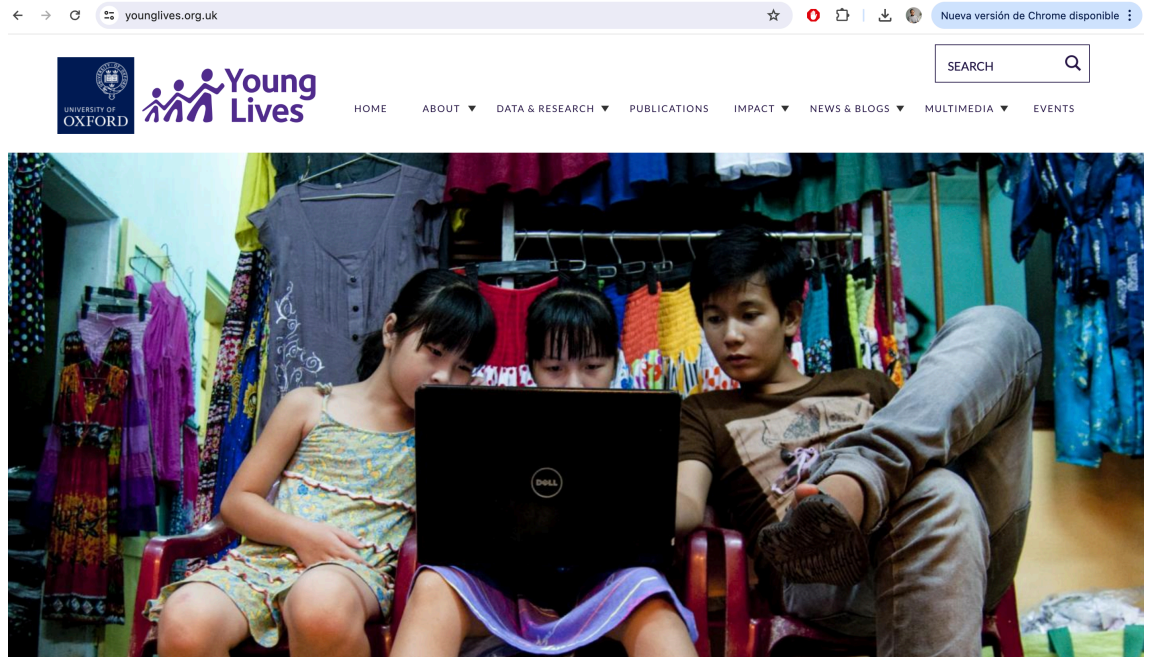 younglives.org.uk
Nueva versión de Chrome disponible
SEARCH
UNIVERSITY OF
OXFORD
Young
Lives
HOME ABOUT ▼ DATA & RESEARCH ▼ PUBLICATIONS IMPACT ▼ NEWS & BLOGS ▼ MULTIMEDIA ▼ EVENTS
DELL